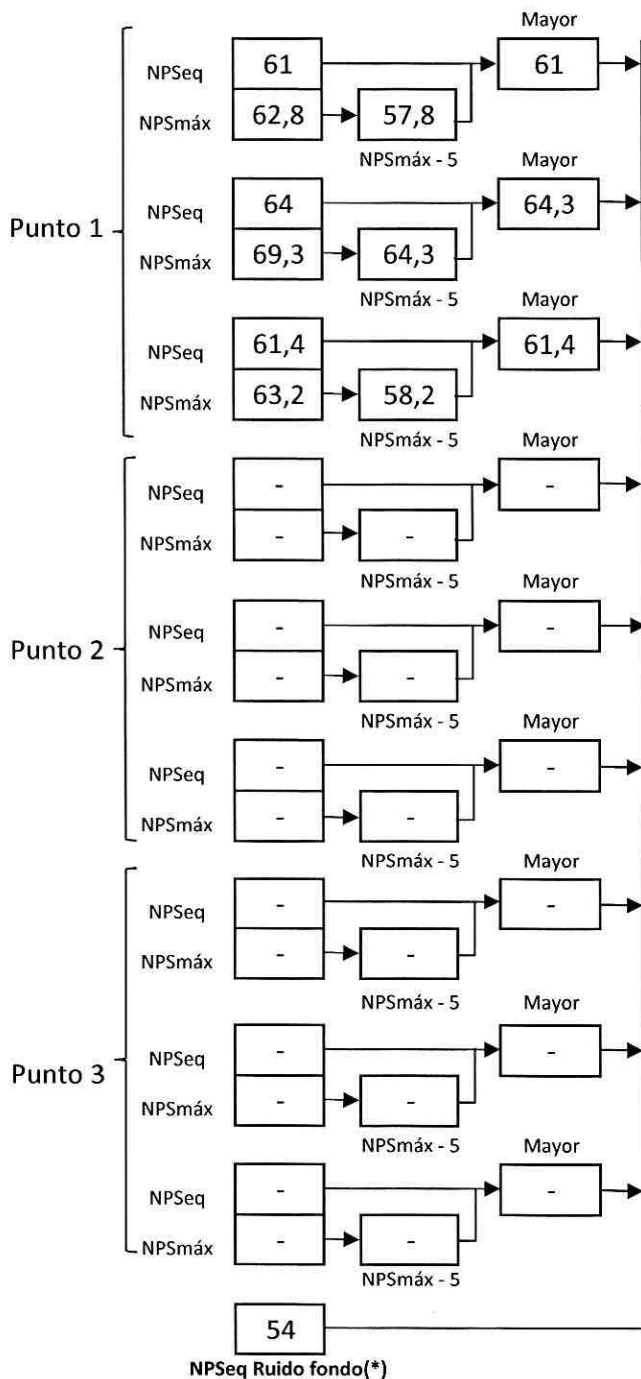 Mayor
NPSeq 61 61
NPSmáx 62,8 57,8
NPSmáx - 5
Mayor
Punto 1
NPSeq 64 64,3
NPSmáx 69,3 64,3
NPSmáx - 5
Mayor
NPSeq 61,4 61,4
NPSmáx 63,2 58,2
NPSmáx - 5
Mayor
NPSeq - -
NPSmáx - -
NPSmáx - 5
Mayor
Punto 2
NPSeq - -
NPSmáx - -
NPSmáx - 5
Mayor
NPSeq - -
NPSmáx - -
NPSmáx - 5
Mayor
NPSeq - -
NPSmáx - -
NPSmáx - 5
Mayor
Punto 3
NPSeq - -
NPSmáx - -
NPSmáx - 5
Mayor
NPSeq - -
NPSmáx - -
NPSmáx - 5
54
NPSeq Ruido fondo(*)